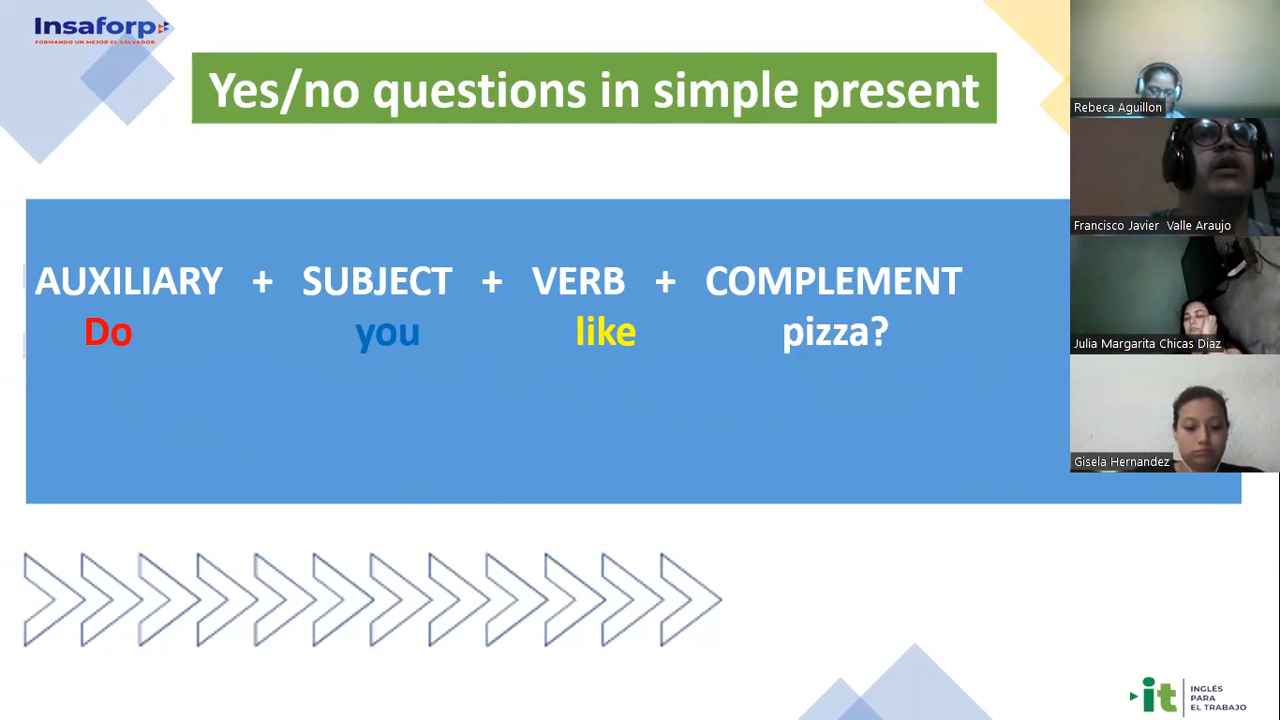 Insaforp
FORMANDO UN MEJOR EL SALVADOR
Yes/no questions in simple present
AUXILIARY + SUBJECT + VERB + COMPLEMENT
Do you like pizza?
Rebeca Aguillon
Francisco Javier Valle Araujo
Julia Margarita Chicas Diaz
Gisela Hernandez
it
INGLÉS
PARA
EL TRABAJO